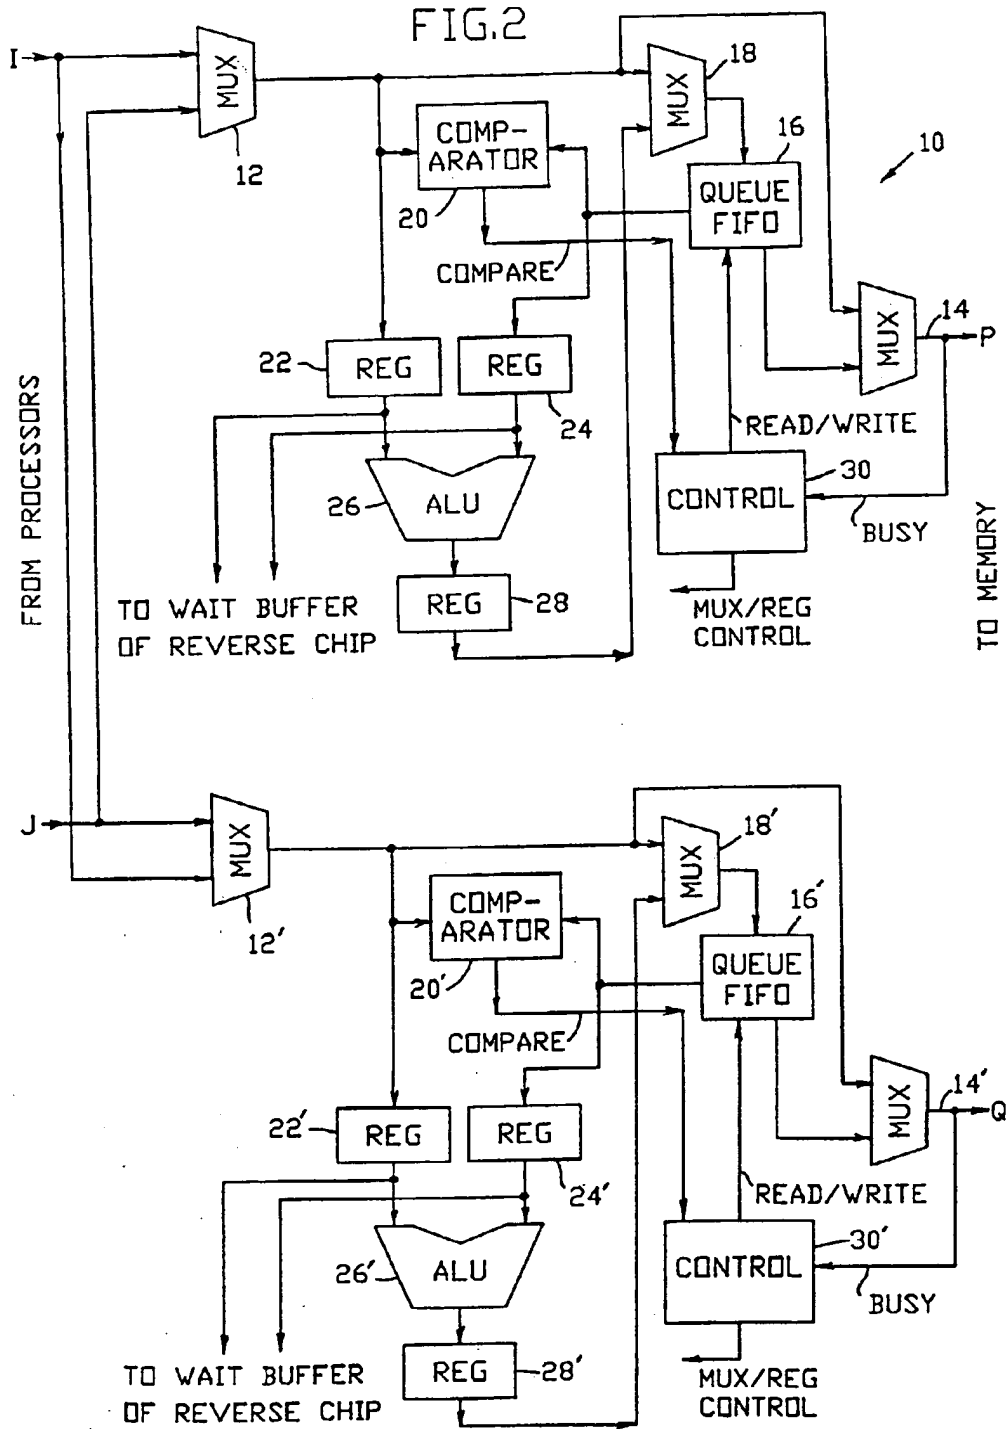 FIG.2
I
MUX
12
COMP-
ARATOR
20
COMPARE
MUX
18
16
QUEUE
FIFO
10
MUX
14
P
22
REG
REG
24
READ/WRITE
30
CONTROL
BUSY
26
ALU
REG
28
MUX/REG
CONTROL
TO WAIT BUFFER
OF REVERSE CHIP
FROM PROCESSORS
TO MEMORY
J
MUX
12'
COMP-
ARATOR
20'
COMPARE
MUX
18'
16'
QUEUE
FIFO
MUX
14'
Q
22'
REG
REG
24'
READ/WRITE
30'
CONTROL
BUSY
26'
ALU
REG
28'
MUX/REG
CONTROL
TO WAIT BUFFER
OF REVERSE CHIP